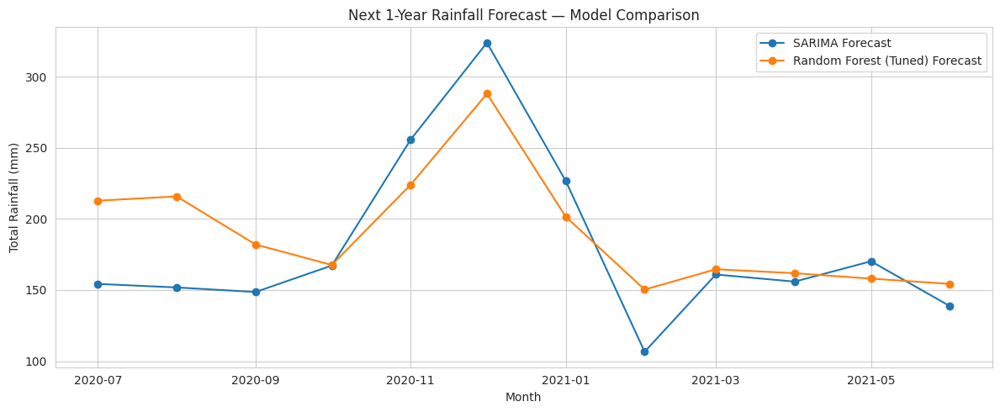 Next 1-Year Rainfall Forecast — Model Comparison
SARIMA Forecast
Random Forest (Tuned) Forecast
Total Rainfall (mm)
300
250
200
150
100
2020-07 2020-09 2020-11 2021-01 2021-03 2021-05
Month